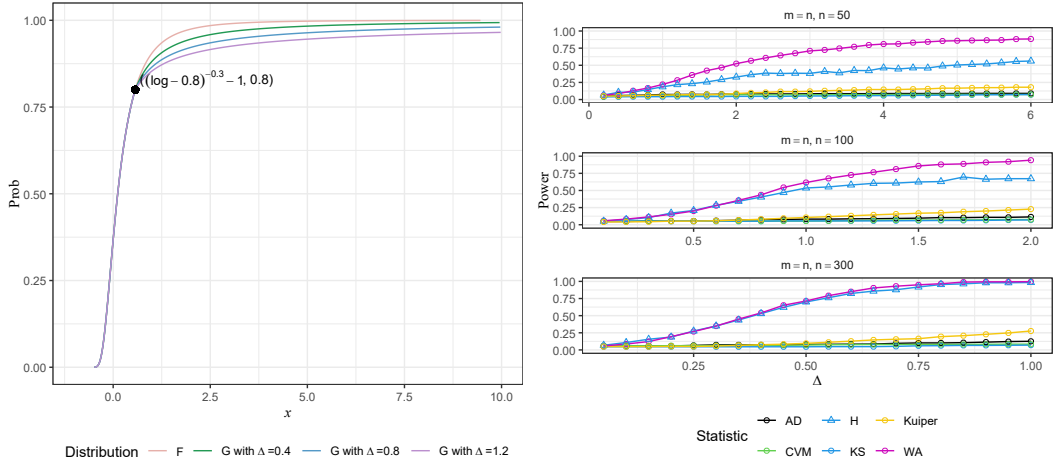 1.00
0.75
0.50
0.25
0.00
Prob
((log − 0.8)^−0.3 − 1, 0.8)
0.0 2.5 5.0 7.5 10.0
x
Distribution F G with Δ =0.4 G with Δ =0.8 G with Δ =1.2
m = n, n = 50
1.00
0.75
0.50
0.25
0.00
0 2 4 6
m = n, n = 100
1.00
0.75
0.50
0.25
0.00
0.5 1.0 1.5 2.0
Power
m = n, n = 300
1.00
0.75
0.50
0.25
0.00
0.25 0.50 0.75 1.00
Δ
Statistic
AD H Kuiper
CVM KS WA